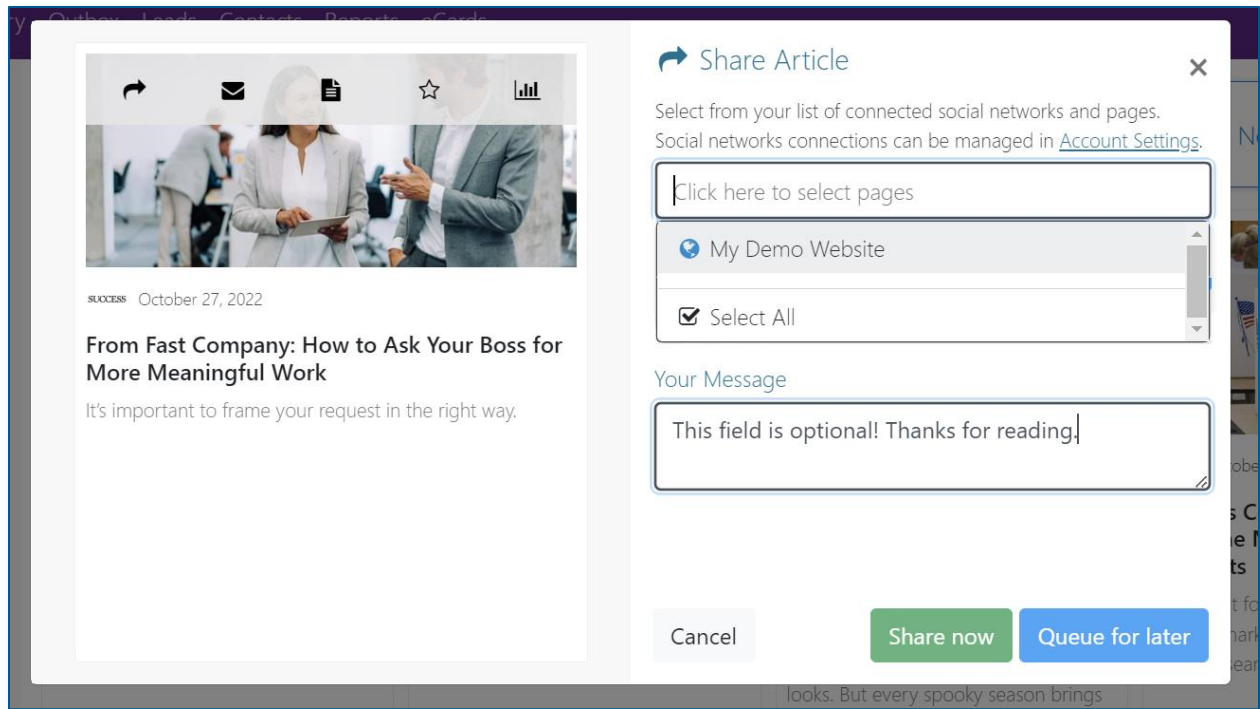 Outbox Leads Contacts Reports eCards
Share Article
Select from your list of connected social networks and pages.
Social networks connections can be managed in Account Settings.
Click here to select pages
My Demo Website
Select All
SUCCESS October 27, 2022
From Fast Company: How to Ask Your Boss for
More Meaningful Work
It's important to frame your request in the right way.
Your Message
This field is optional! Thanks for reading.
Cancel
Share now
Queue for later
looks. But every spooky season brings